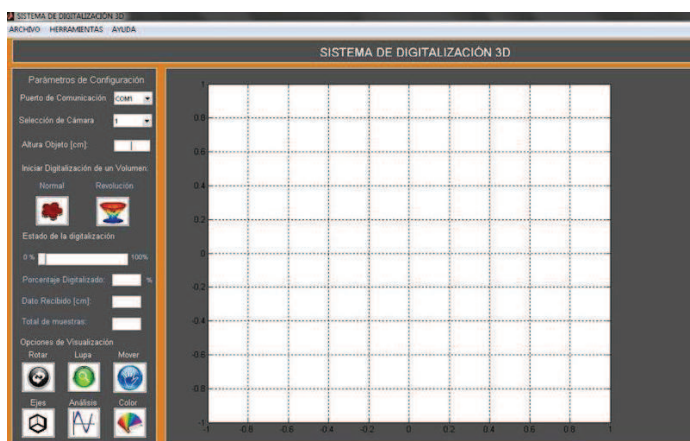 SISTEMA DE DIGITALIZACIÓN 3D
ARCHIVO HERRAMIENTAS AYUDA
SISTEMA DE DIGITALIZACIÓN 3D
Parámetros de Configuración
Puerto de Comunicación COM1
Selección de Cámara 1
Altura Objeto [cm]:
Iniciar Digitalización de un Volumen:
Normal Revolución
Estado de la digitalización
0 % 100%
Porcentaje Digitalizado: %
Dato Recibido [cm]:
Total de muestras:
Opciones de Visualización
Rotar Lupa Mover
Ejes Análisis Color
1
0.8
0.6
0.4
0.2
0
-0.2
-0.4
-0.6
-0.8
-1
-1 -0.8 -0.6 -0.4 -0.2 0 0.2 0.4 0.6 0.8 1